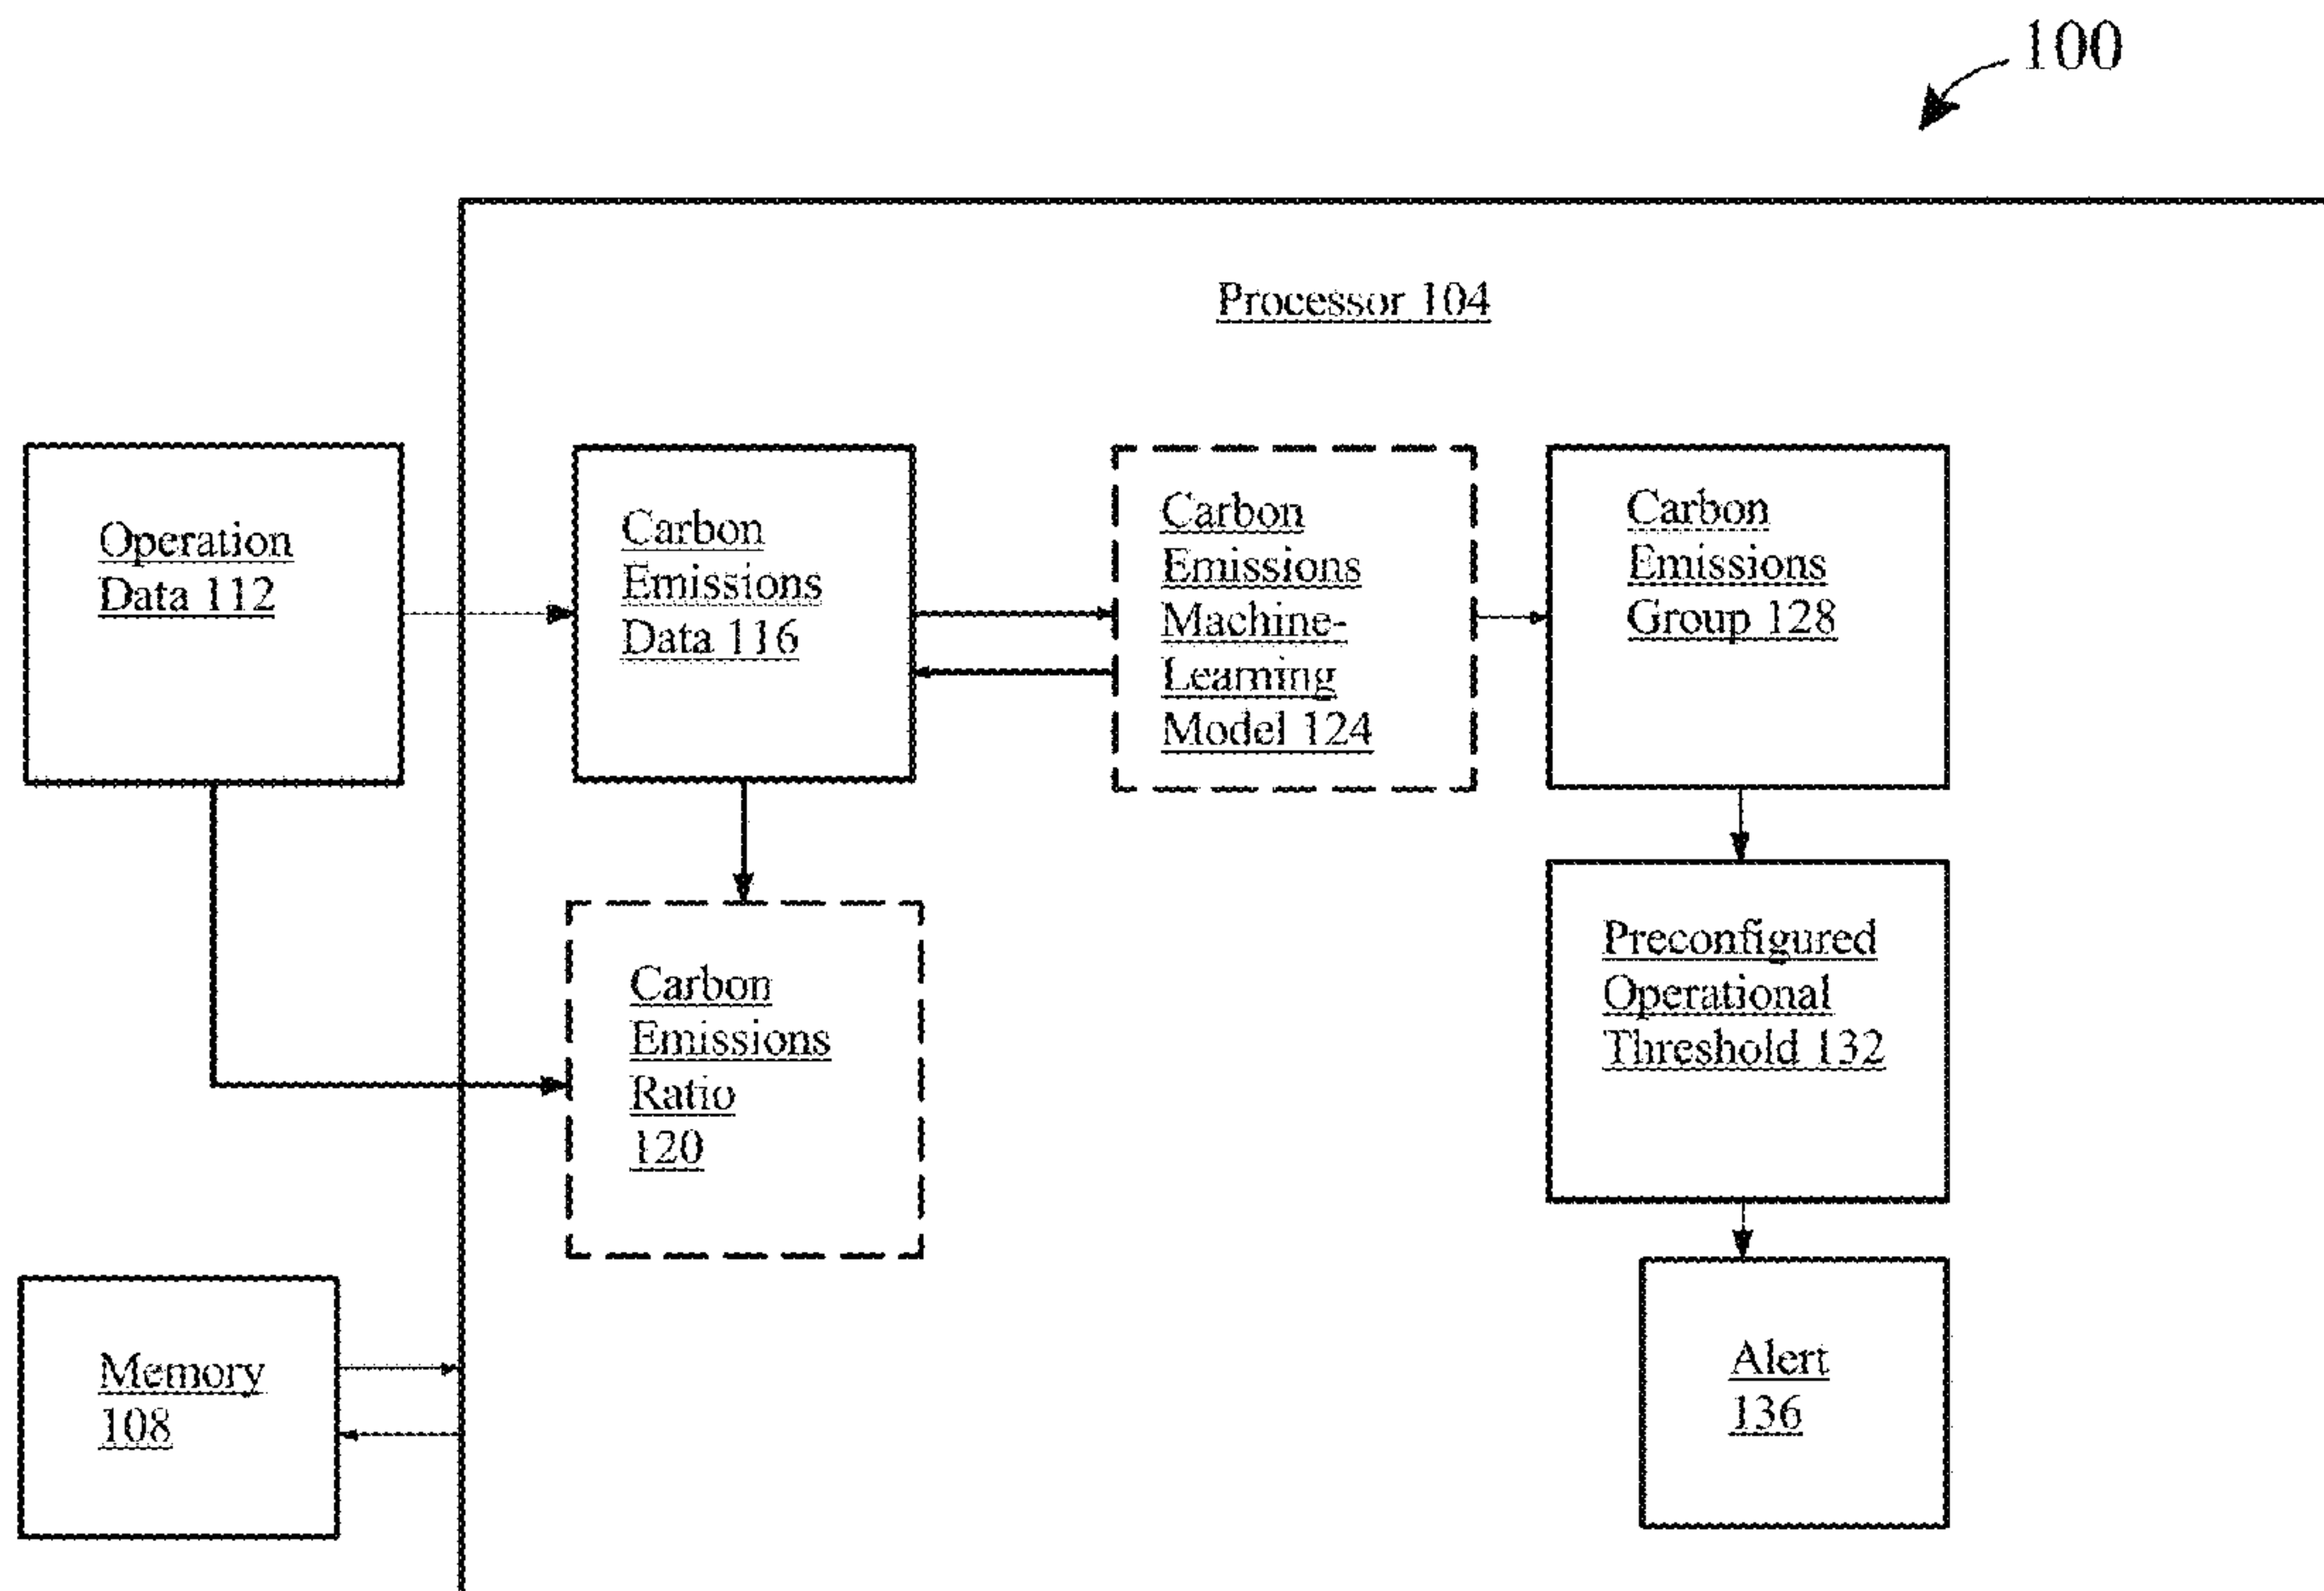 100
Processor 104
Operation
Data 112
Carbon
Emissions
Data 116
Carbon
Emissions
Machine-
Learning
Model 124
Carbon
Emissions
Group 128
Carbon
Emissions
Ratio
120
Preconfigured
Operational
Threshold 132
Memory
108
Alert
136